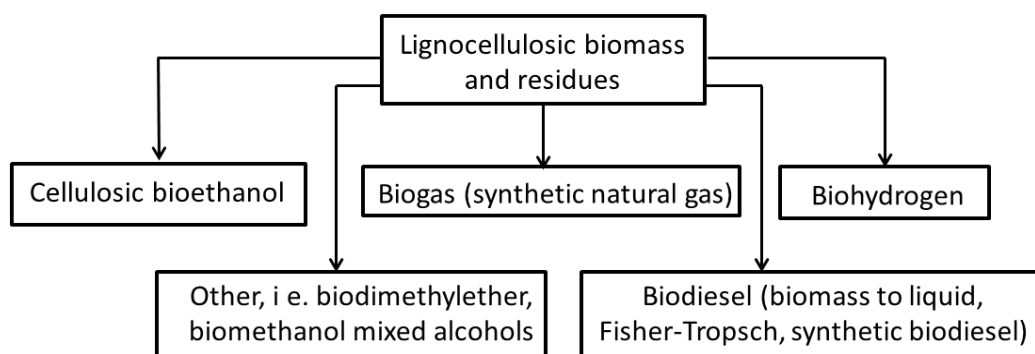 Lignocellulosic biomass
and residues
Cellulosic bioethanol
Biogas (synthetic natural gas)
Biohydrogen
Other, i e. biodimethylether,
biomethanol mixed alcohols
Biodiesel (biomass to liquid,
Fisher-Tropsch, synthetic biodiesel)